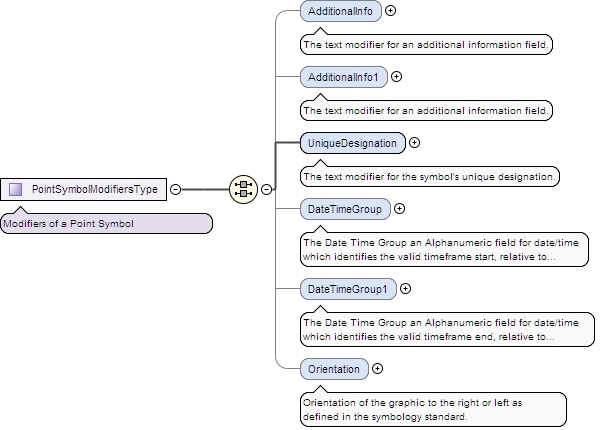 AdditionalInfo
The text modifier for an additional information field.
AdditionalInfo1
The text modifier for an additional information field.
UniqueDesignation
The text modifier for the symbol's unique designation.
PointSymbolModifiersType
Modifiers of a Point Symbol
DateTimeGroup
The Date Time Group an Alphanumeric field for date/time
which identifies the valid timeframe start, relative to...
DateTimeGroup1
The Date Time Group an Alphanumeric field for date/time
which identifies the valid timeframe end, relative to...
Orientation
Orientation of the graphic to the right or left as
defined in the symbology standard.